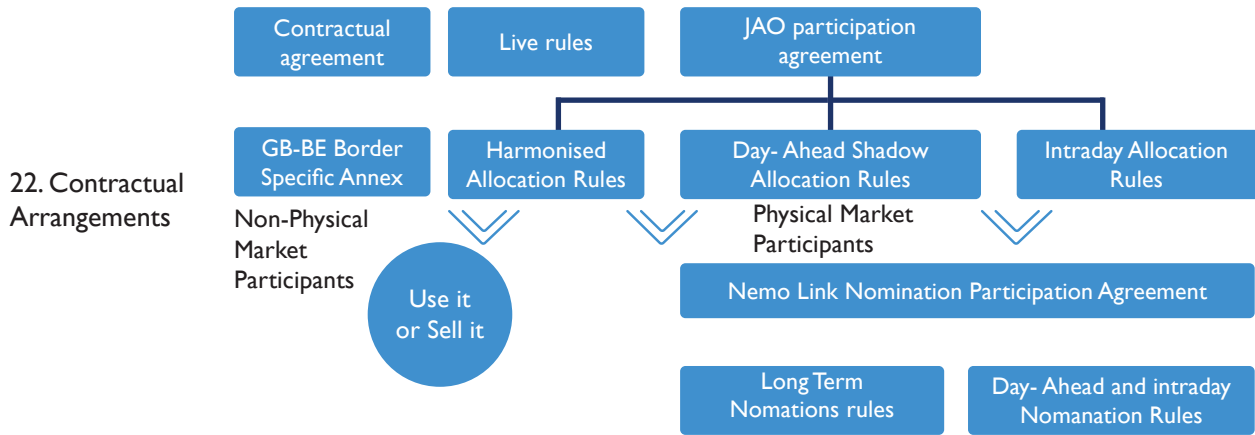 Contractual
agreement
Live rules
JAO participation
agreement
22. Contractual
Arrangements
GB-BE Border
Specific Annex
Harmonised
Allocation Rules
Day- Ahead Shadow
Allocation Rules
Intraday Allocation
Rules
Non-Physical
Market
Participants
Physical Market
Participants
Use it
or Sell it
Nemo Link Nomination Participation Agreement
Long Term
Nomations rules
Day- Ahead and intraday
Nomanation Rules